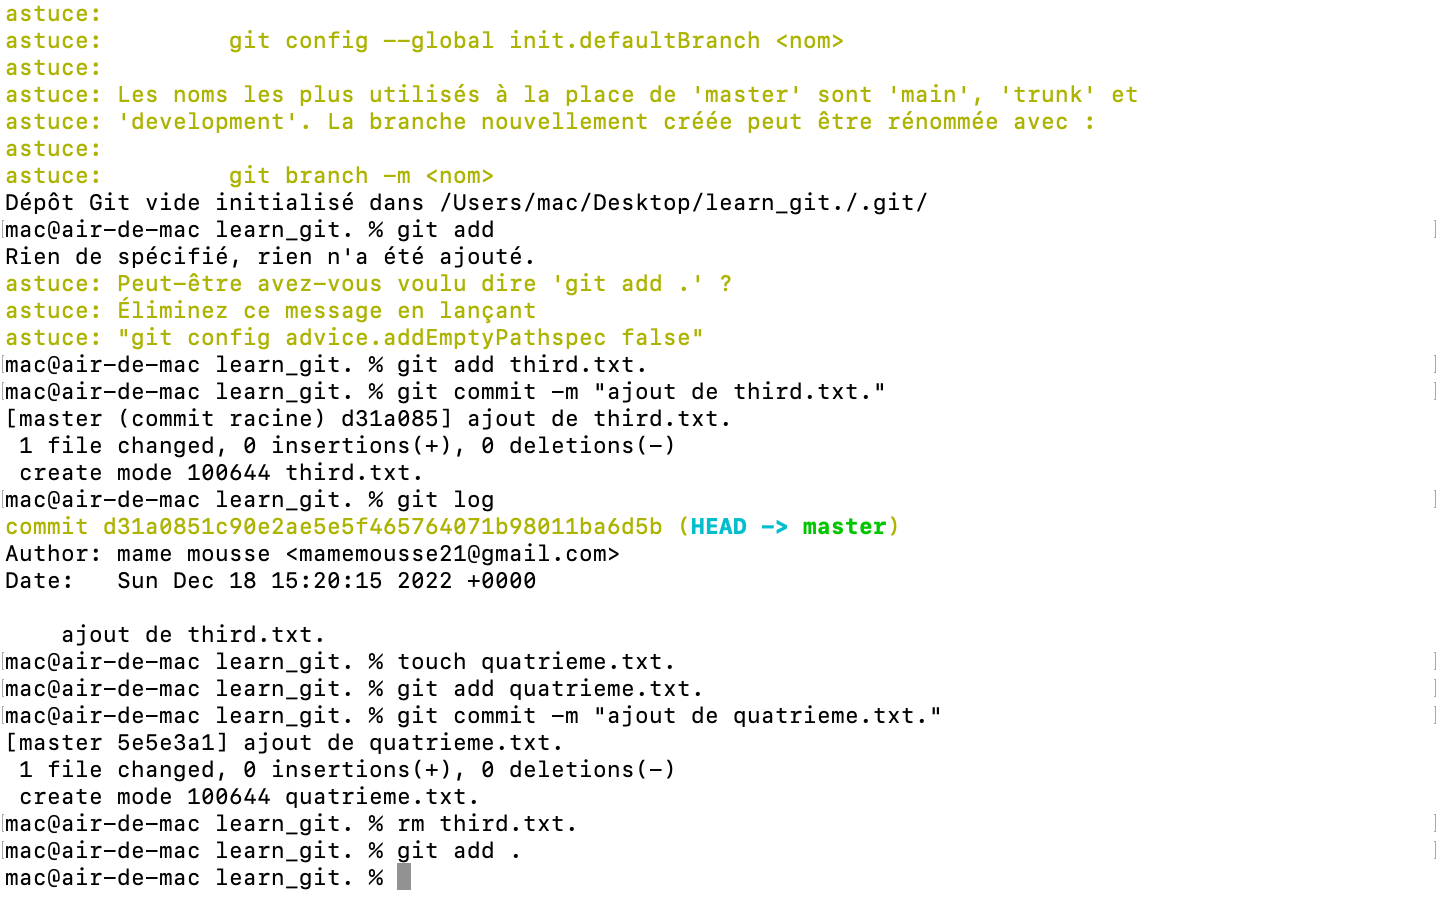 astuce:
astuce:         git config --global init.defaultBranch <nom>
astuce:
astuce: Les noms les plus utilisés à la place de 'master' sont 'main', 'trunk' et
astuce: 'development'. La branche nouvellement créée peut être rénommée avec :
astuce:
astuce:         git branch -m <nom>
Dépôt Git vide initialisé dans /Users/mac/Desktop/learn_git./.git/
[mac@air-de-mac learn_git. % git add ]
Rien de spécifié, rien n'a été ajouté.
astuce: Peut-être avez-vous voulu dire 'git add .' ?
astuce: Éliminez ce message en lançant
astuce: "git config advice.addEmptyPathspec false"
[mac@air-de-mac learn_git. % git add third.txt. ]
[mac@air-de-mac learn_git. % git commit -m "ajout de third.txt." ]
[master (commit racine) d31a085] ajout de third.txt.
 1 file changed, 0 insertions(+), 0 deletions(-)
 create mode 100644 third.txt.
[mac@air-de-mac learn_git. % git log ]
commit d31a0851c90e2ae5e5f465764071b98011ba6d5b (HEAD -> master)
Author: mame mousse <mamemousse21@gmail.com>
Date:   Sun Dec 18 15:20:15 2022 +0000
    ajout de third.txt.
[mac@air-de-mac learn_git. % touch quatrieme.txt. ]
[mac@air-de-mac learn_git. % git add quatrieme.txt. ]
[mac@air-de-mac learn_git. % git commit -m "ajout de quatrieme.txt." ]
[master 5e5e3a1] ajout de quatrieme.txt.
 1 file changed, 0 insertions(+), 0 deletions(-)
 create mode 100644 quatrieme.txt.
[mac@air-de-mac learn_git. % rm third.txt. ]
[mac@air-de-mac learn_git. % git add . ]
mac@air-de-mac learn_git. %